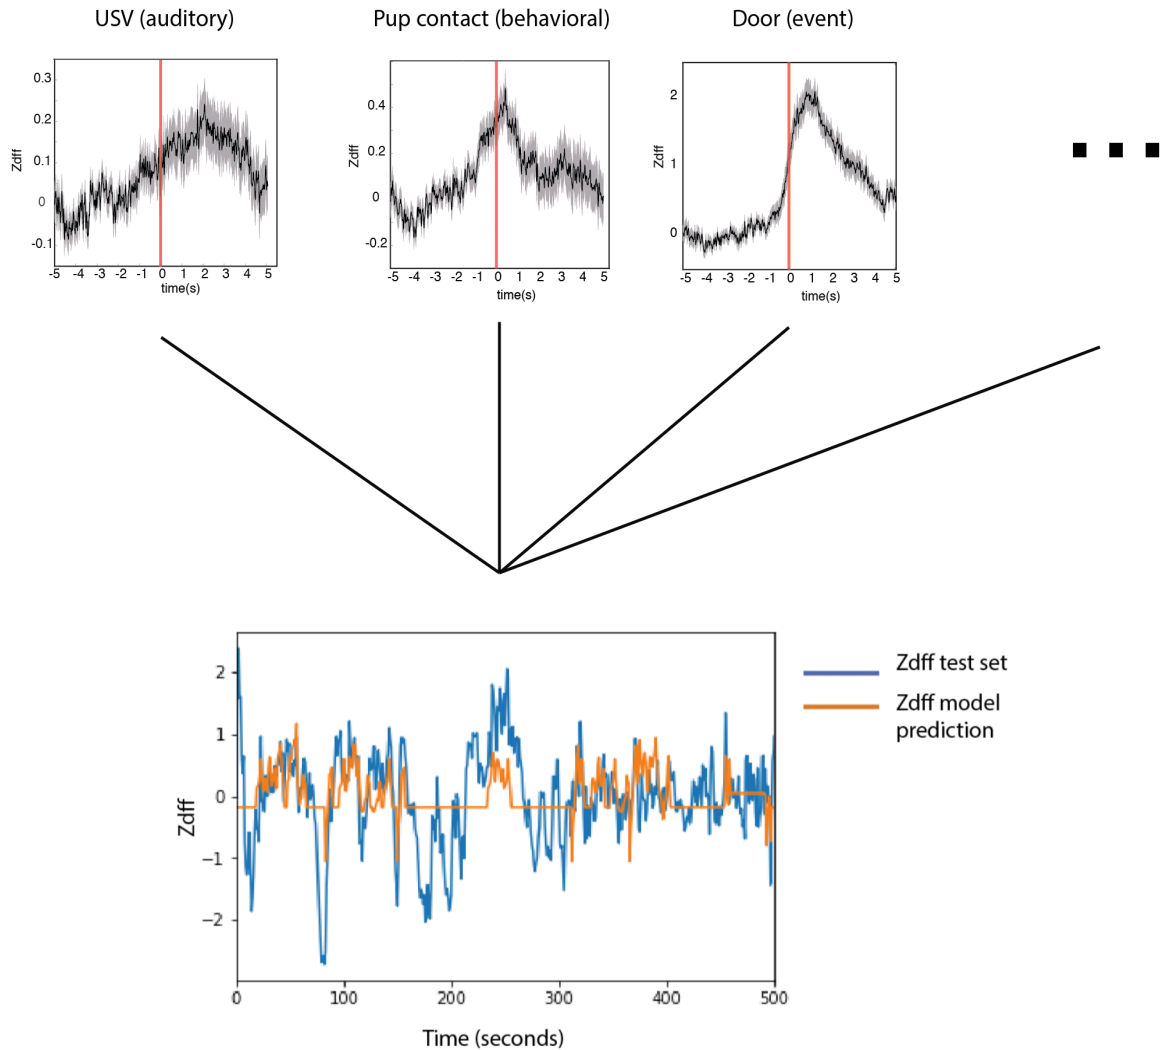 USV (auditory)
Pup contact (behavioral)
Door (event)
Zdff
0.3
0.2
0.1
0
-0.1
-5 -4 -3 -2 -1 0 1 2 3 4 5
time(s)
Zdff
0.4
0.2
0
-0.2
-5 -4 -3 -2 -1 0 1 2 3 4 5
time(s)
Zdff
2
1
0
-5 -4 -3 -2 -1 0 1 2 3 4 5
time(s)
Zdff
2
1
0
−1
−2
0 100 200 300 400 500
Time (seconds)
Zdff test set
Zdff model
prediction